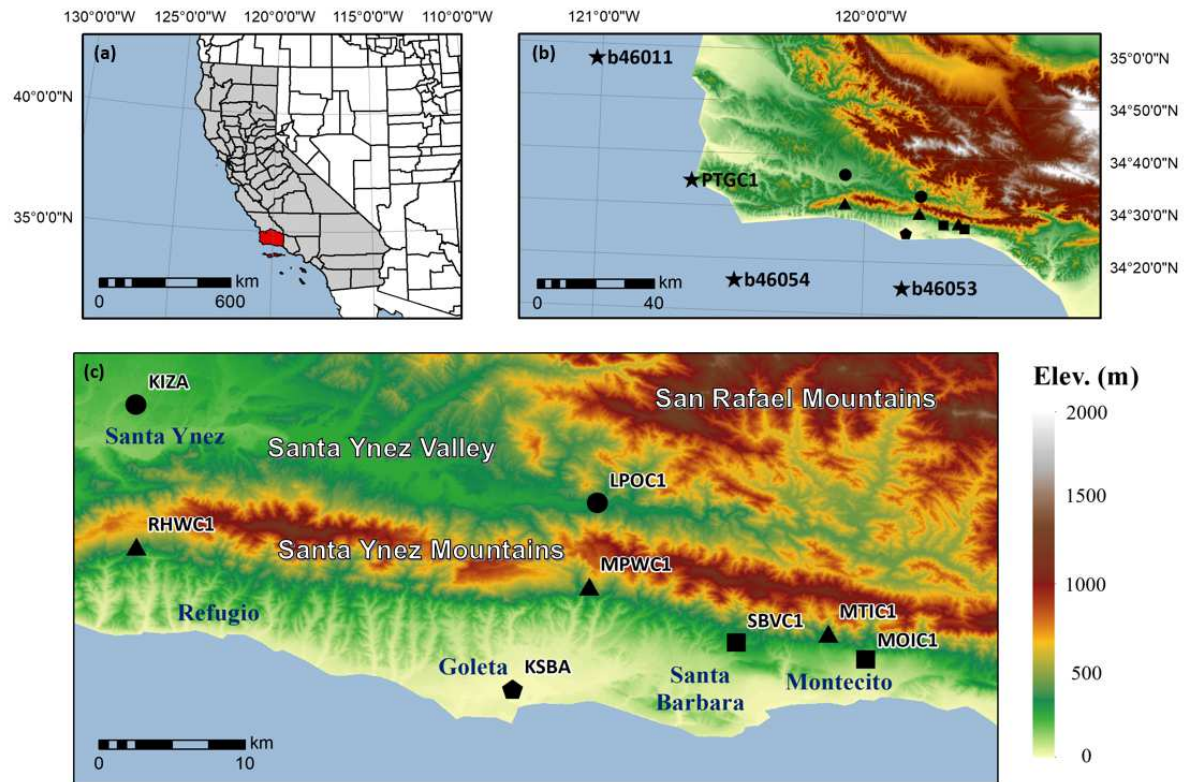 130°0'0"W 125°0'0"W 120°0'0"W 115°0'0"W 110°0'0"W
40°0'0"N
35°0'0"N
(a)
km
0 600
121°0'0"W 120°0'0"W
(b)
b46011
PTGC1
b46054
b46053
km
0 40
35°0'0"N
34°50'0"N
34°40'0"N
34°30'0"N
34°20'0"N
(c)
KIZA
Santa Ynez
San Rafael Mountains
Santa Ynez Valley
LPOC1
RHWC1
Santa Ynez Mountains
MPWC1
Refugio
SBVC1
MTIC1
MOIC1
Goleta
KSBA
Santa
Barbara
Montecito
km
0 10
Elev. (m)
2000
1500
1000
500
0